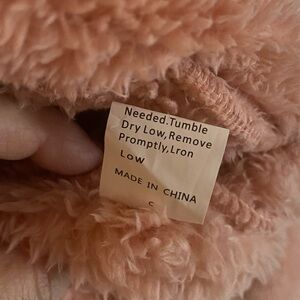 Needed.Tumble
Dry Low,Remove
Promptly,Lron
Low
MADE IN CHINA
C